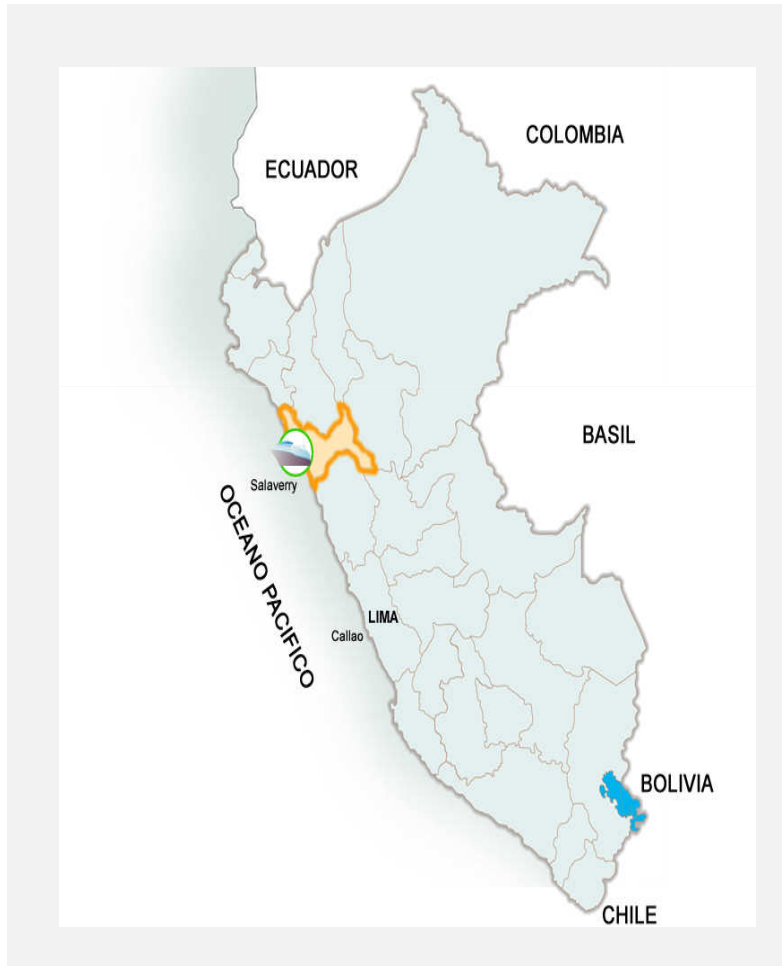 COLOMBIA
ECUADOR
BASIL
Salaverry
OCEANO PACIFICO
LIMA
Callao
BOLIVIA
CHILE